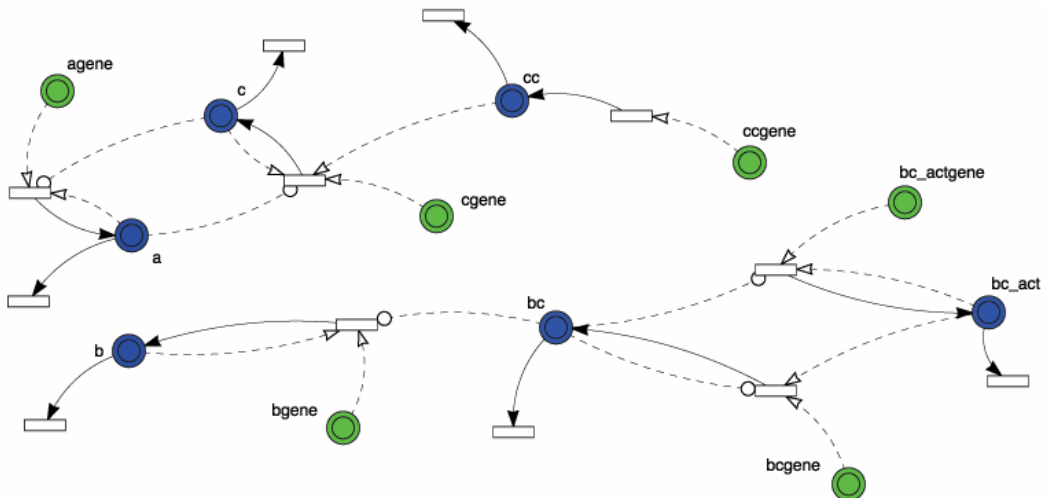 agene
c
cc
ccgene
bc_actgene
cgene
a
bc
bc_act
b
bgene
bcgene